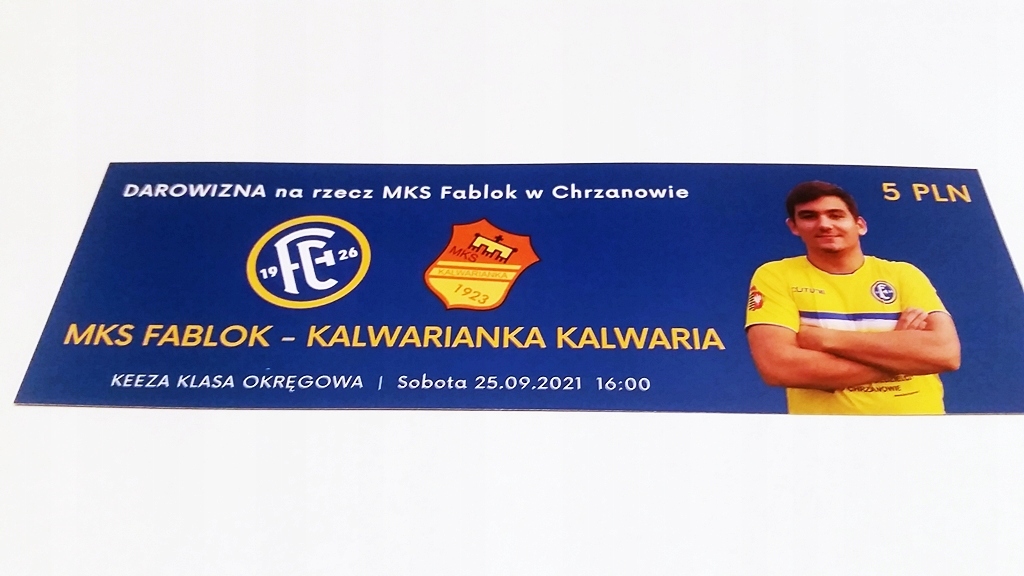 DAROWIZNA na rzecz MKS Fablok w Chrzanowie
5 PLN
19 FC 26
MKS
KALWARIANKA
1923
MKS FABLOK - KALWARIANKA KALWARIA
KEEZA KLASA OKRĘGOWA | Sobota 25.09.2021 16:00
CHRZANOWIE